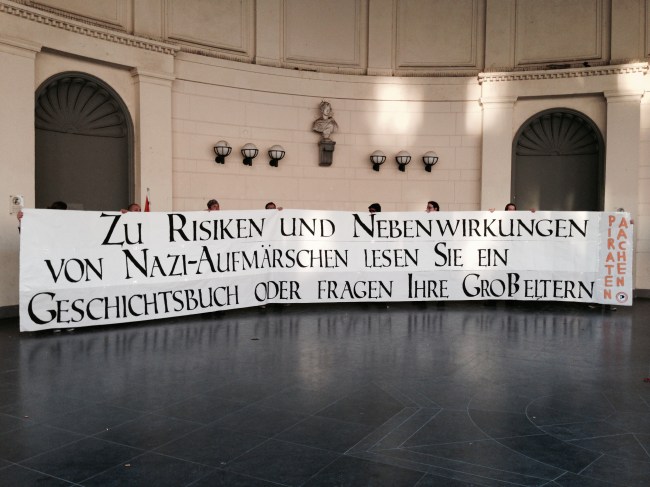 Zu Risiken und Nebenwirkungen
von Nazi-Aufmärschen lesen Sie ein
Geschichtsbuch oder fragen Ihre Großeltern
PIRATEN
AACHEN